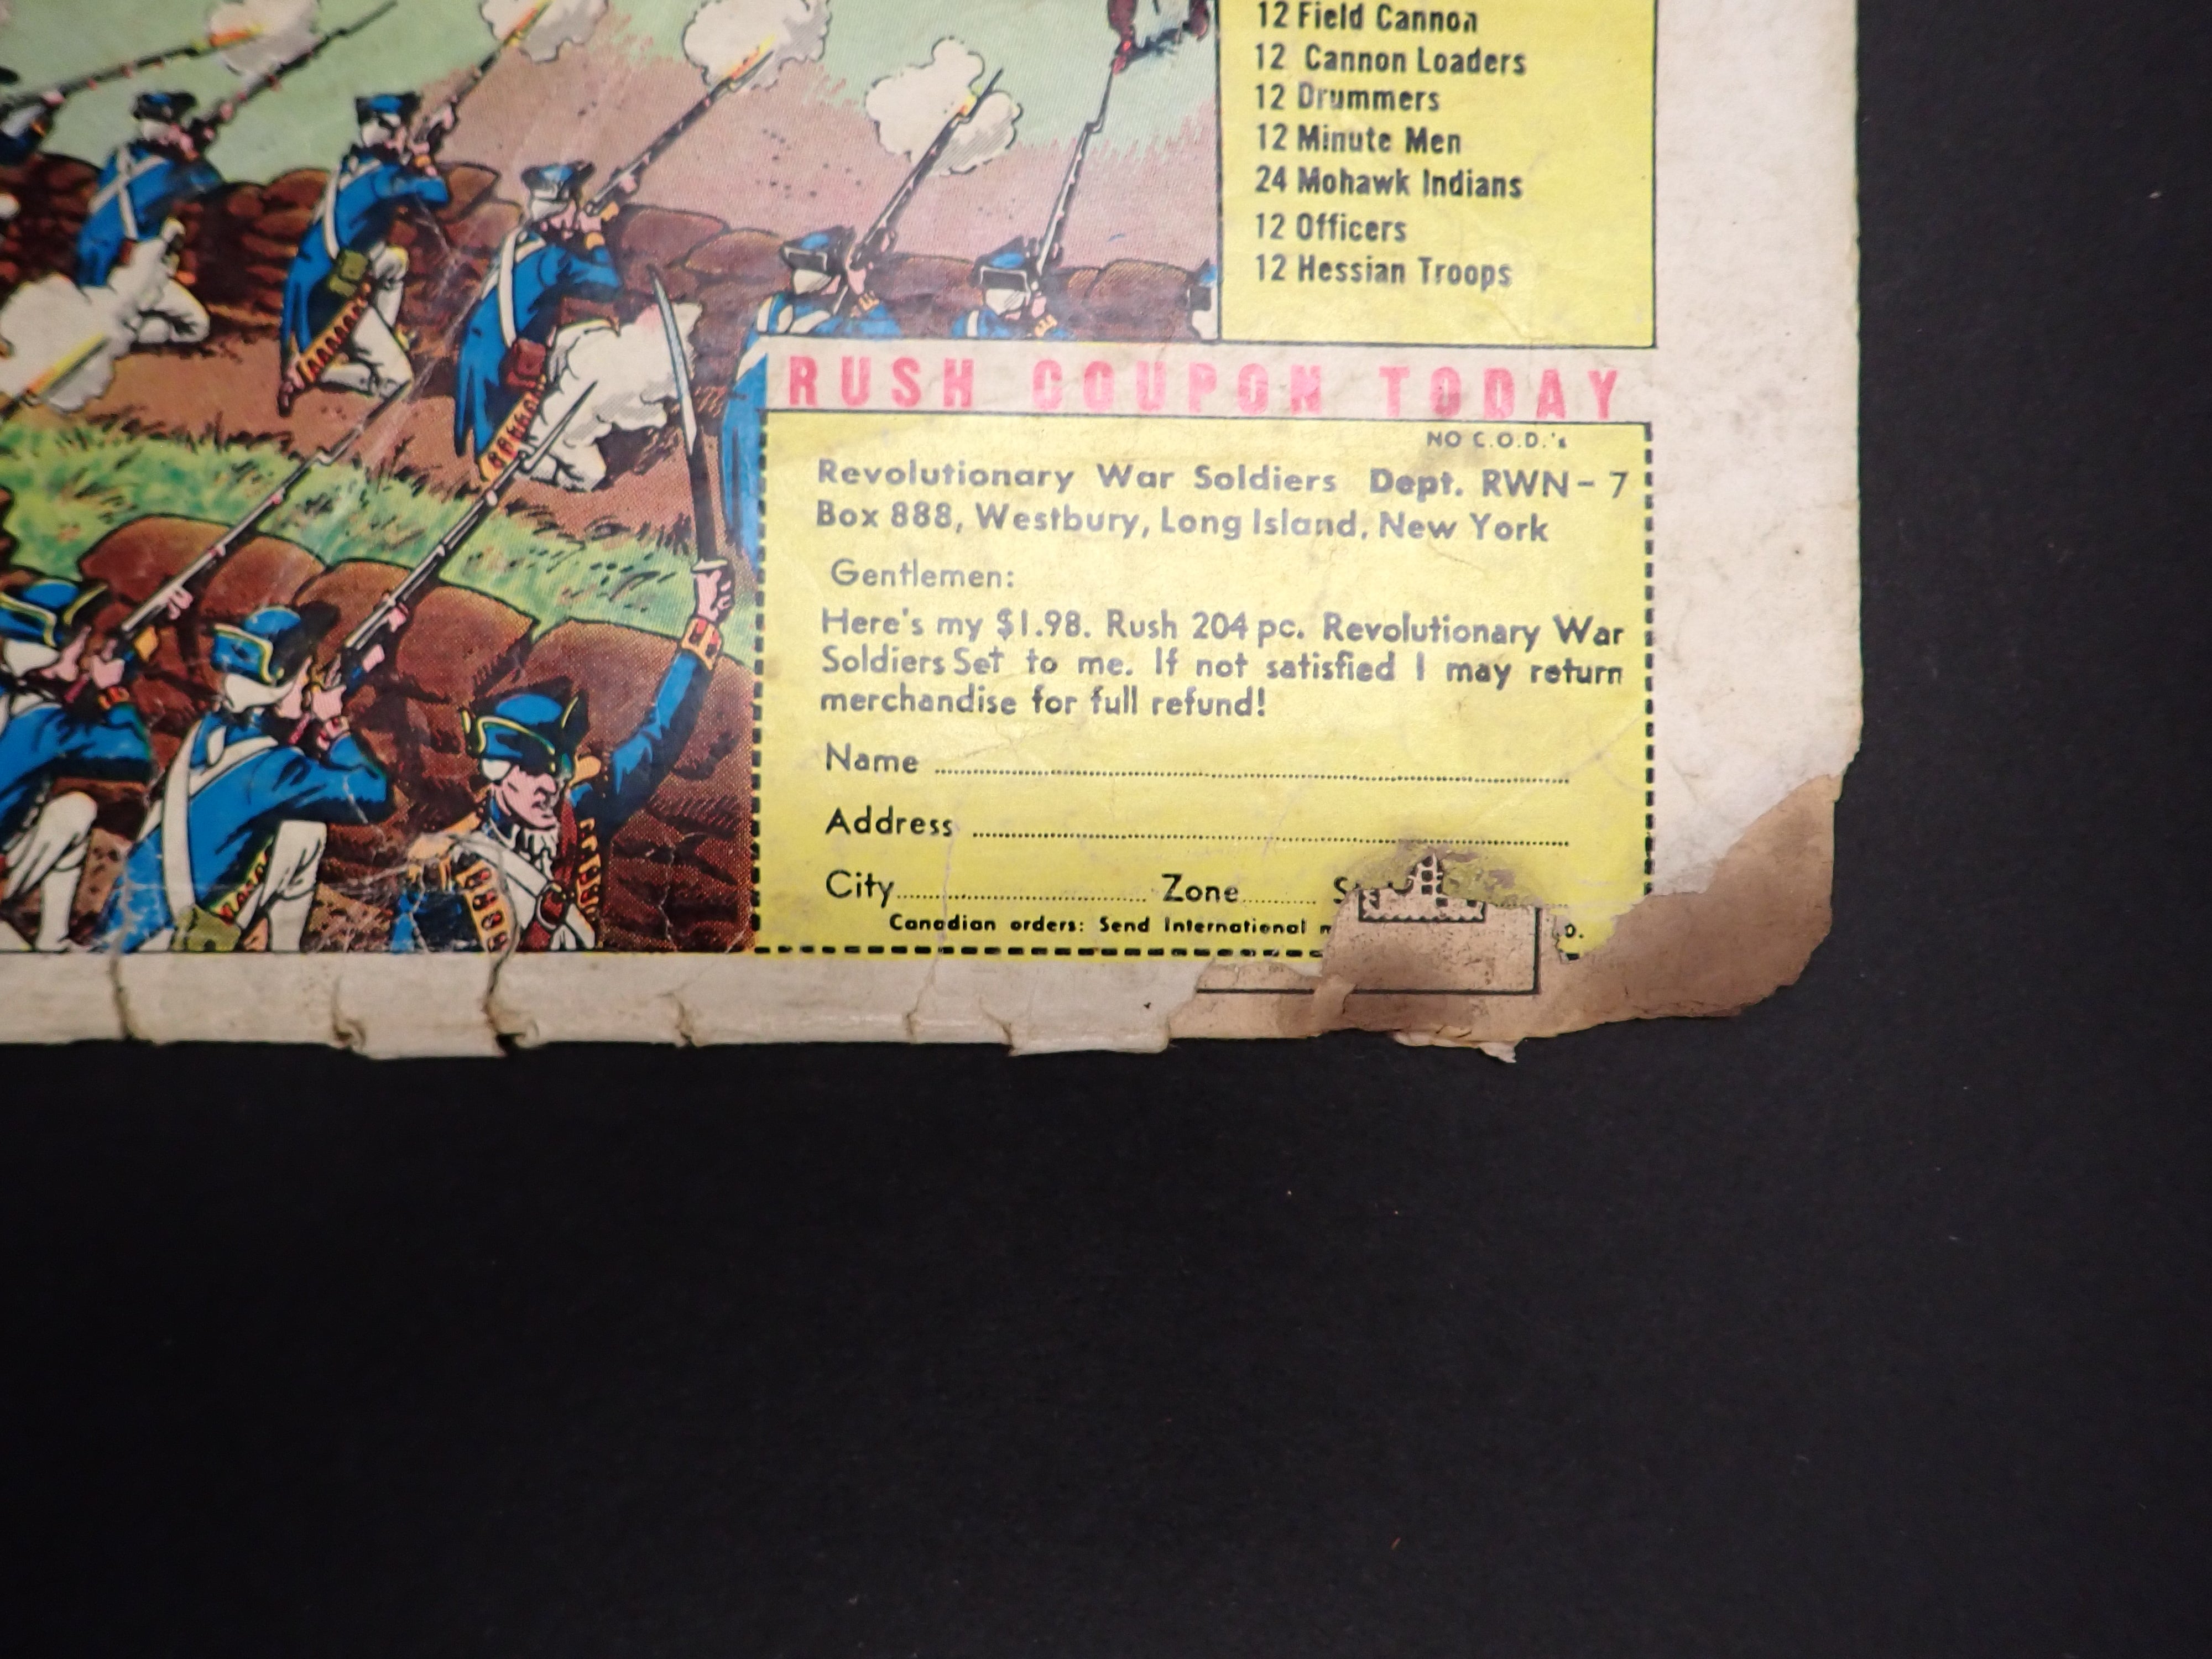 12 Field Cannon
12 Cannon Loaders
12 Drummers
12 Minute Men
24 Mohawk Indians
12 Officers
12 Hessian Troops
RUSH COUPON TODAY
NO C.O.D.'s
Revolutionary War Soldiers Dept. RWN-7
Box 888, Westbury, Long Island, New York
Gentlemen:
Here's my $1.98. Rush 204 pc. Revolutionary War
Soldiers Set to me. If not satisfied I may return
merchandise for full refund!
Name
Address
City Zone
Canadian orders: Send International